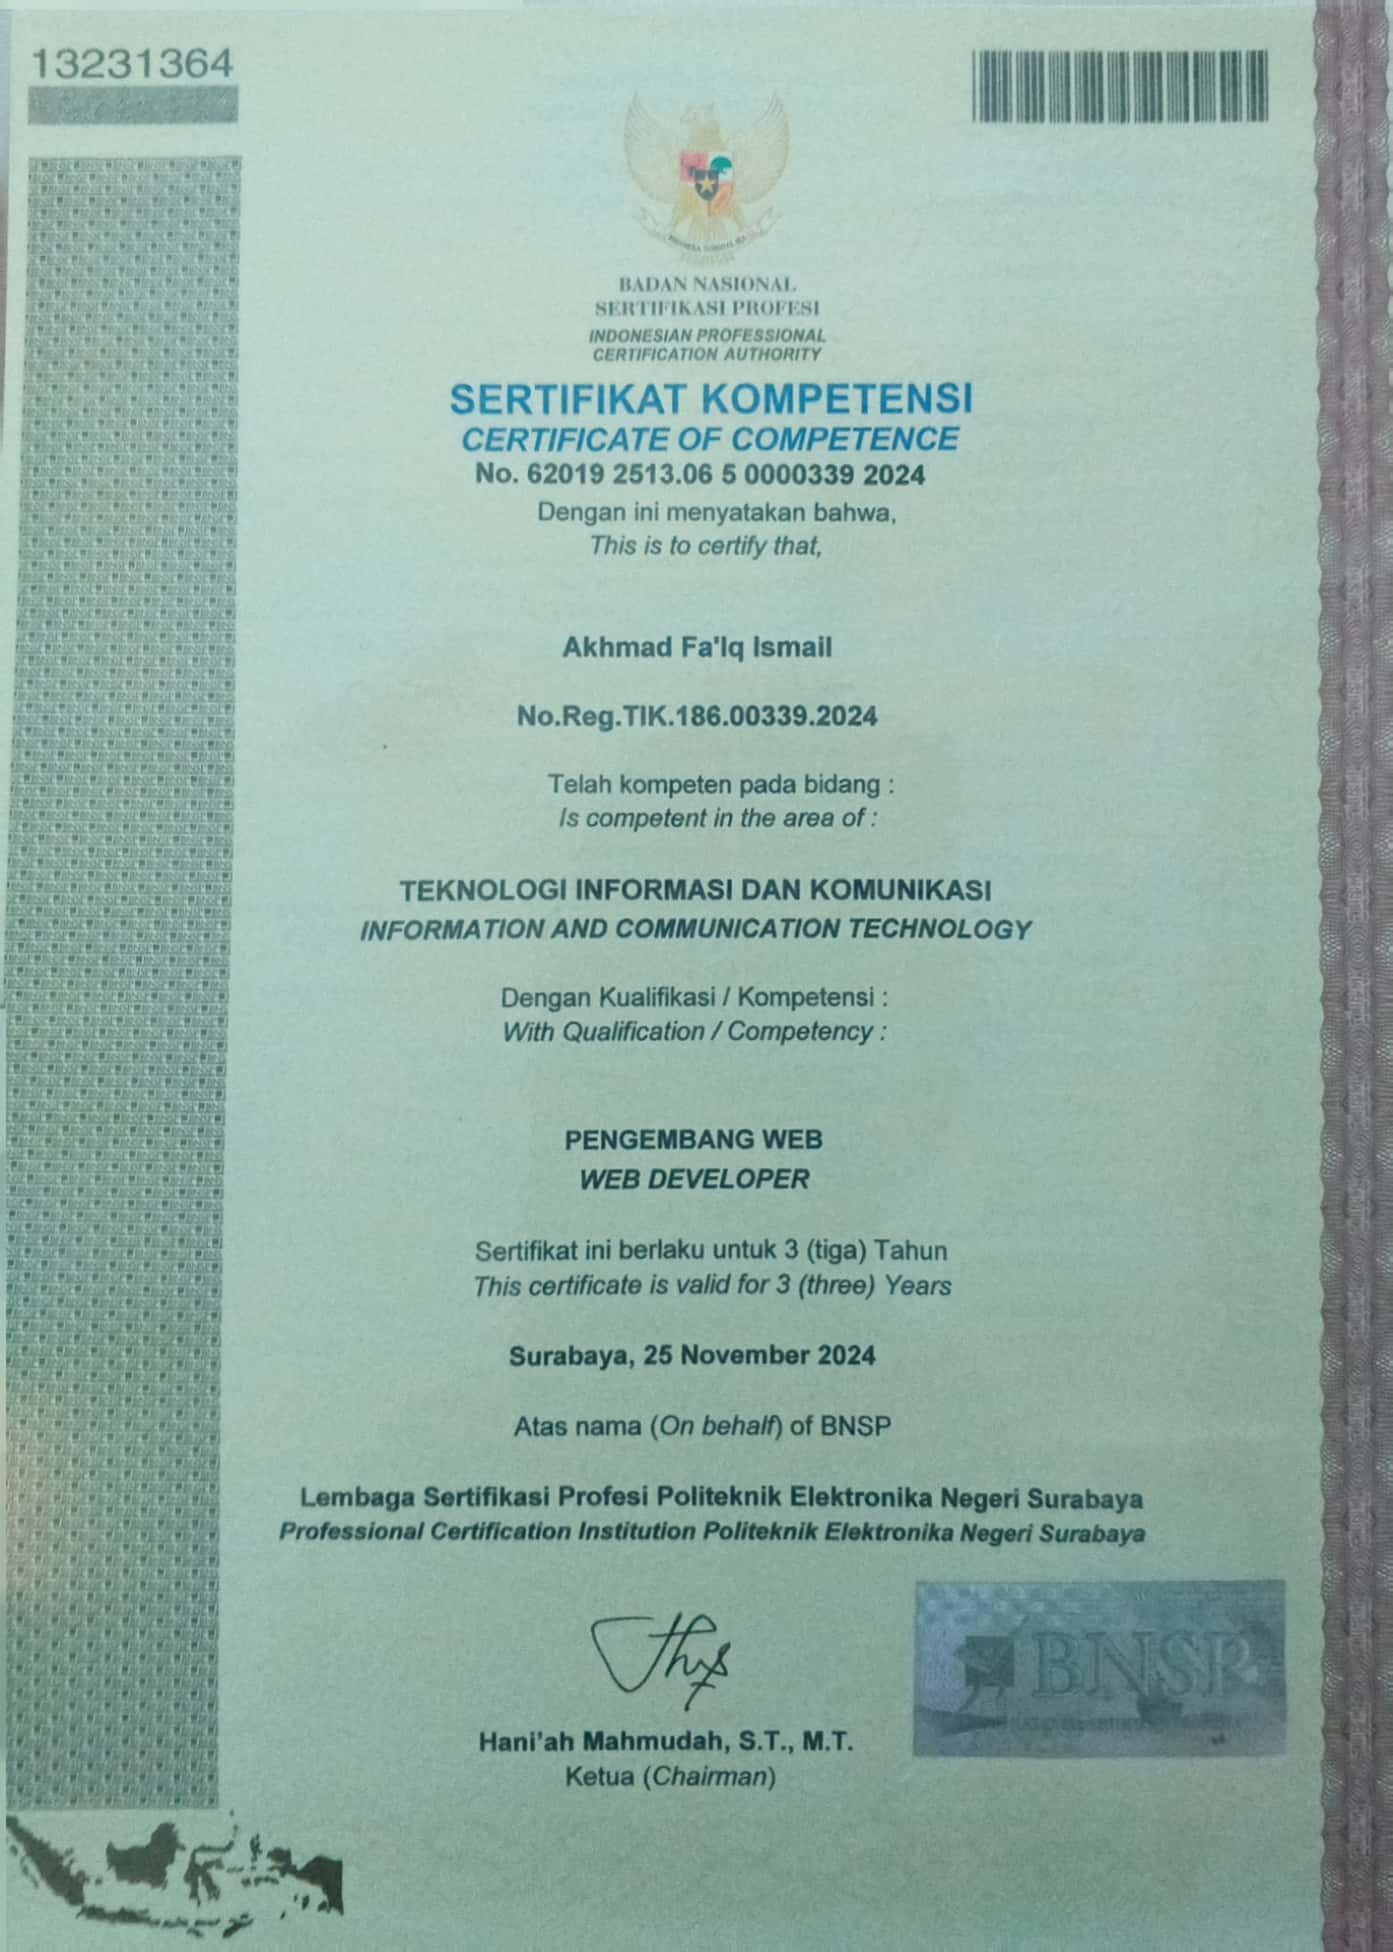 13231364
BADAN NASIONAL
SERTIFIKASI PROFESI
INDONESIAN PROFESSIONAL
CERTIFICATION AUTHORITY
SERTIFIKAT KOMPETENSI
CERTIFICATE OF COMPETENCE
No. 62019 2513.06 5 0000339 2024
Dengan ini menyatakan bahwa,
This is to certify that,
Akhmad Fa'Iq Ismail
No.Reg.TIK.186.00339.2024
Telah kompeten pada bidang :
Is competent in the area of :
TEKNOLOGI INFORMASI DAN KOMUNIKASI
INFORMATION AND COMMUNICATION TECHNOLOGY
Dengan Kualifikasi / Kompetensi :
With Qualification / Competency :
PENGEMBANG WEB
WEB DEVELOPER
Sertifikat ini berlaku untuk 3 (tiga) Tahun
This certificate is valid for 3 (three) Years
Surabaya, 25 November 2024
Atas nama (On behalf) of BNSP
Lembaga Sertifikasi Profesi Politeknik Elektronika Negeri Surabaya
Professional Certification Institution Politeknik Elektronika Negeri Surabaya
BNSP
Hani'ah Mahmudah, S.T., M.T.
Ketua (Chairman)